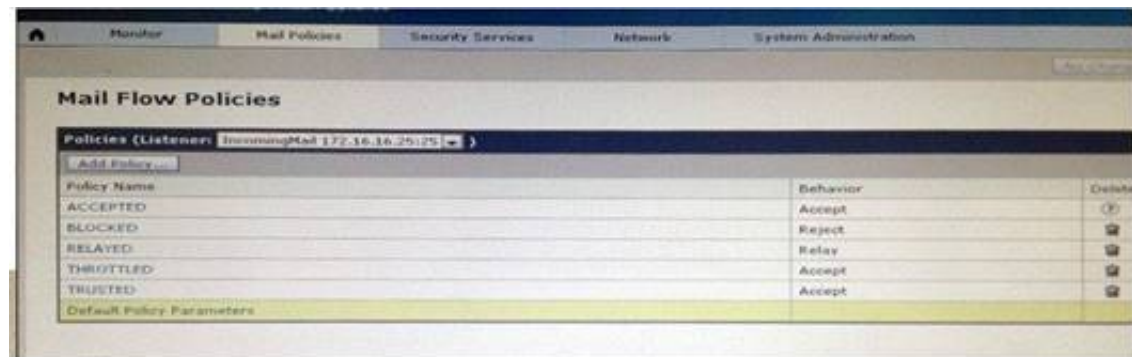 Monitor Mail Policies Security Services Network System Administration
Mail Flow Policies
Policies (Listener: IncomingMail 172.16.16.25:25 )
Add Policy...
Policy Name Behavior Delete
ACCEPTED Accept
BLOCKED Reject
RELAYED Relay
THROTTLED Accept
TRUSTED Accept
Default Policy Parameters